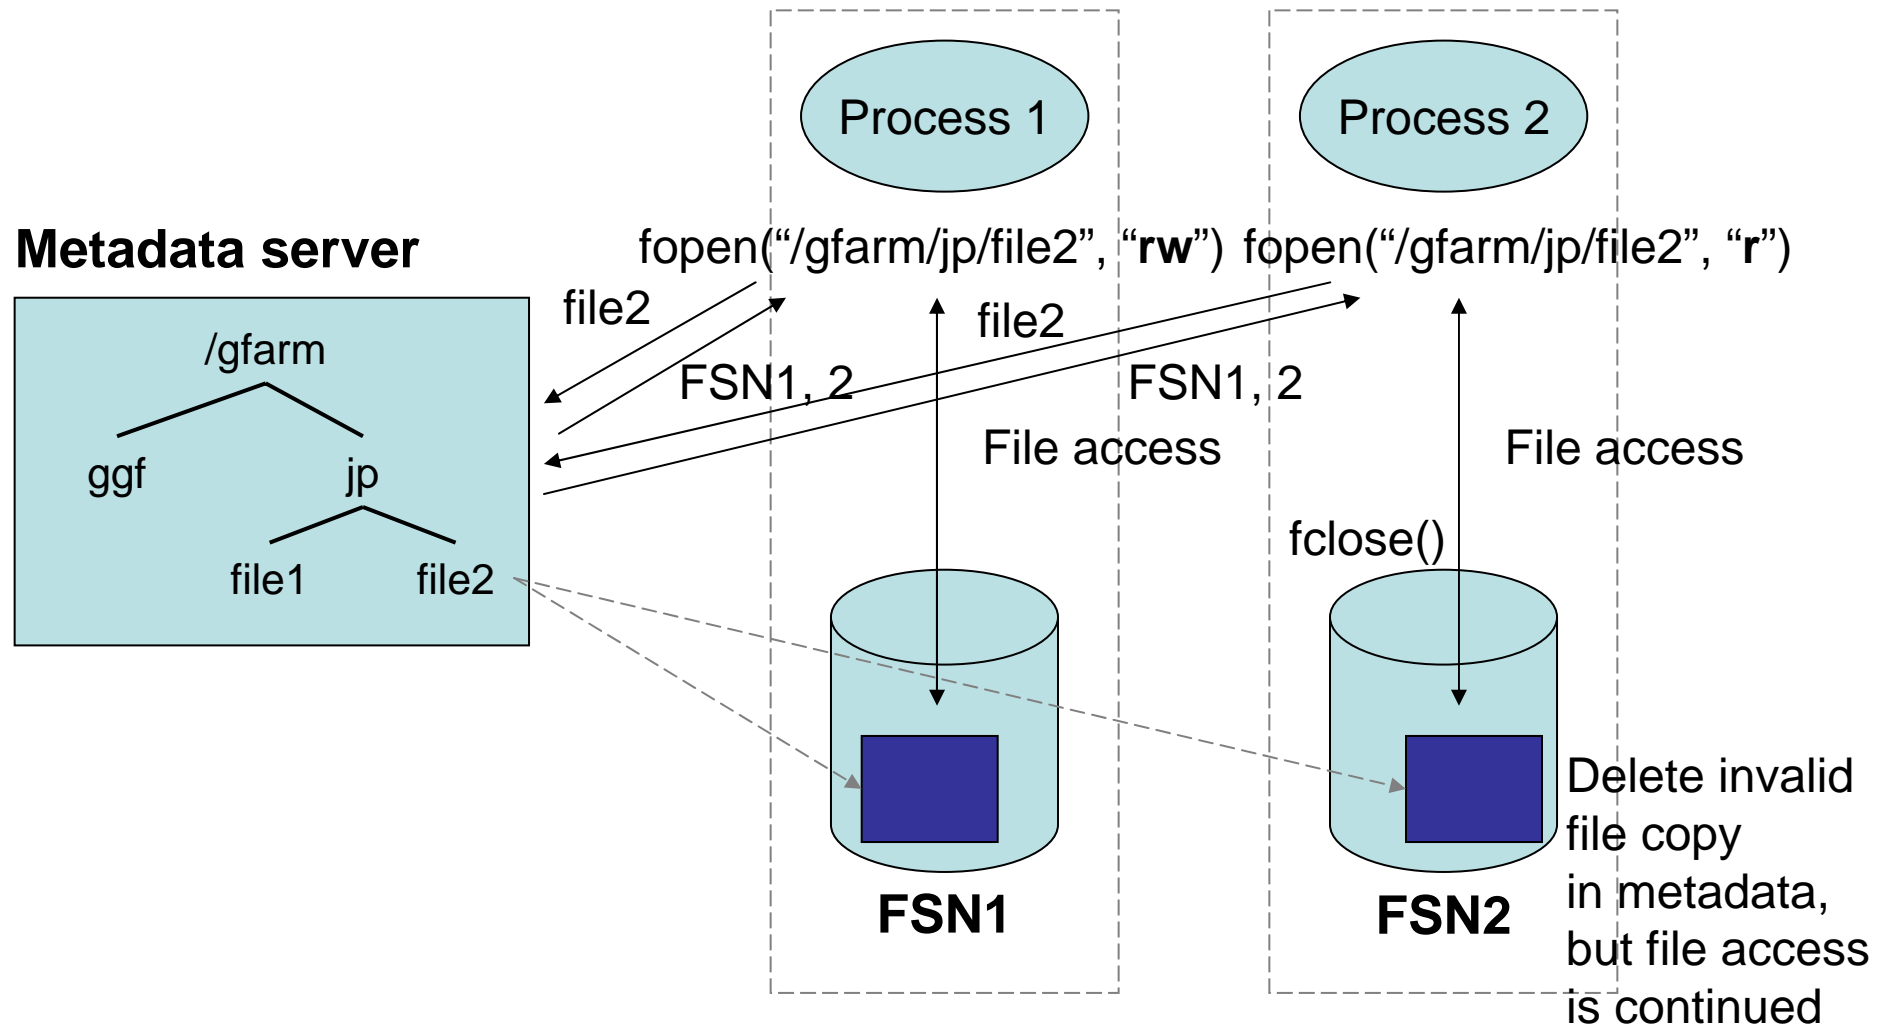 Process 1
Process 2
Metadata server
fopen(“/gfarm/jp/file2”, “rw”)
fopen(“/gfarm/jp/file2”, “r”)
file2
file2
/gfarm
FSN1, 2
FSN1, 2
File access
File access
ggf
jp
fclose()
file1
file2
Delete invalid
file copy
in metadata,
but file access
is continued
FSN1
FSN2